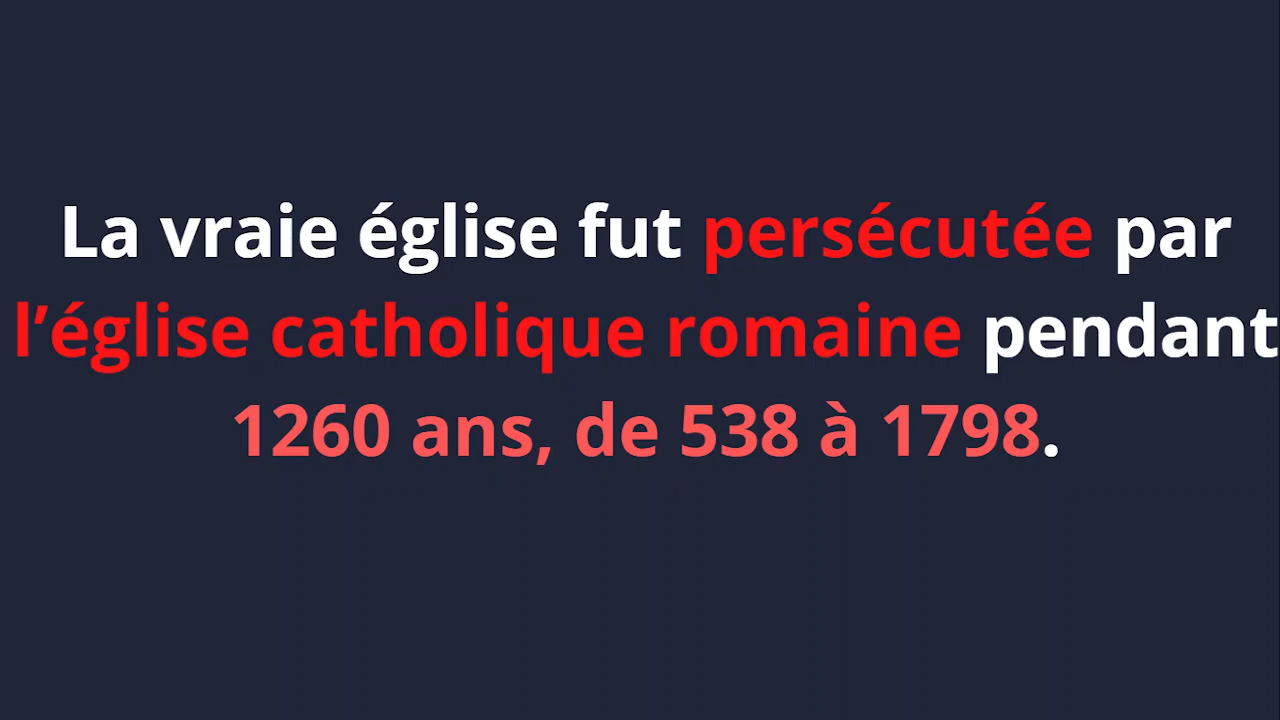 La vraie église fut persécutée par
l’église catholique romaine pendant
1260 ans, de 538 à 1798.